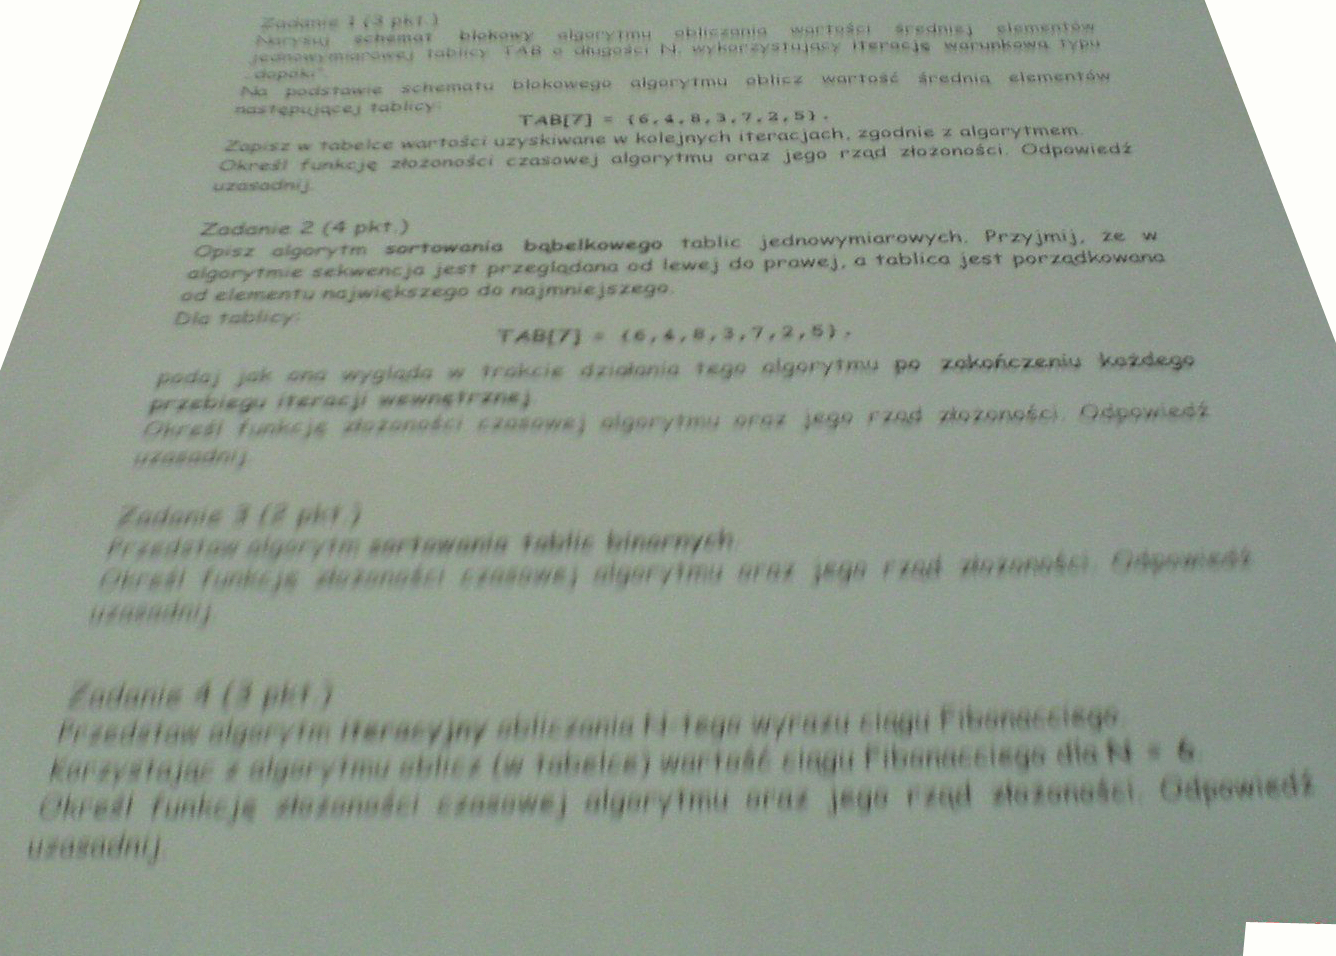 Zadanie 1 (3 pkt.)
Narysuj schemat blokowy algorytmu obliczania wartości średniej elementów
jednowymiarowej tablicy TAB o długości N, wykorzystujący iterację warunkową typu
„dopóki".
Na podstawie schematu blokowego algorytmu oblicz wartość średnią elementów
następującej tablicy:
TAB[7] = {6,4,8,3,7,2,5}.
Zapisz w tabelce wartości uzyskiwane w kolejnych iteracjach, zgodnie z algorytmem.
Określ funkcję złożoności czasowej algorytmu oraz jego rząd złożoności. Odpowiedź
uzasadnij.
Zadanie 2 (4 pkt.)
Opisz algorytm sortowania bąbelkowego tablic jednowymiarowych. Przyjmij, że w
algorytmie sekwencja jest przeglądana od lewej do prawej, a tablica jest porządkowana
od elementu największego do najmniejszego.
Dla tablicy:
TAB[7] = {6,4,8,3,7,2,5}.
podaj jak ona wygląda w trakcie działania tego algorytmu po zakończeniu każdego
przebiegu iteracji wewnętrznej.
Określ funkcję złożoności czasowej algorytmu oraz jego rząd złożoności. Odpowiedź
uzasadnij.
Zadanie 3 (2 pkt.)
Przedstaw algorytm sortowania tablic binarnych.
Określ funkcję złożoności czasowej algorytmu oraz jego rząd złożoności. Odpowiedź
uzasadnij.
Zadanie 4 (3 pkt.)
Przedstaw algorytm iteracyjny obliczania N-tego wyrazu ciągu Fibonacciego.
Korzystając z algorytmu oblicz (w tabelce) wartość ciągu Fibonacciego dla N = 6.
Określ funkcję złożoności czasowej algorytmu oraz jego rząd złożoności. Odpowiedź
uzasadnij.